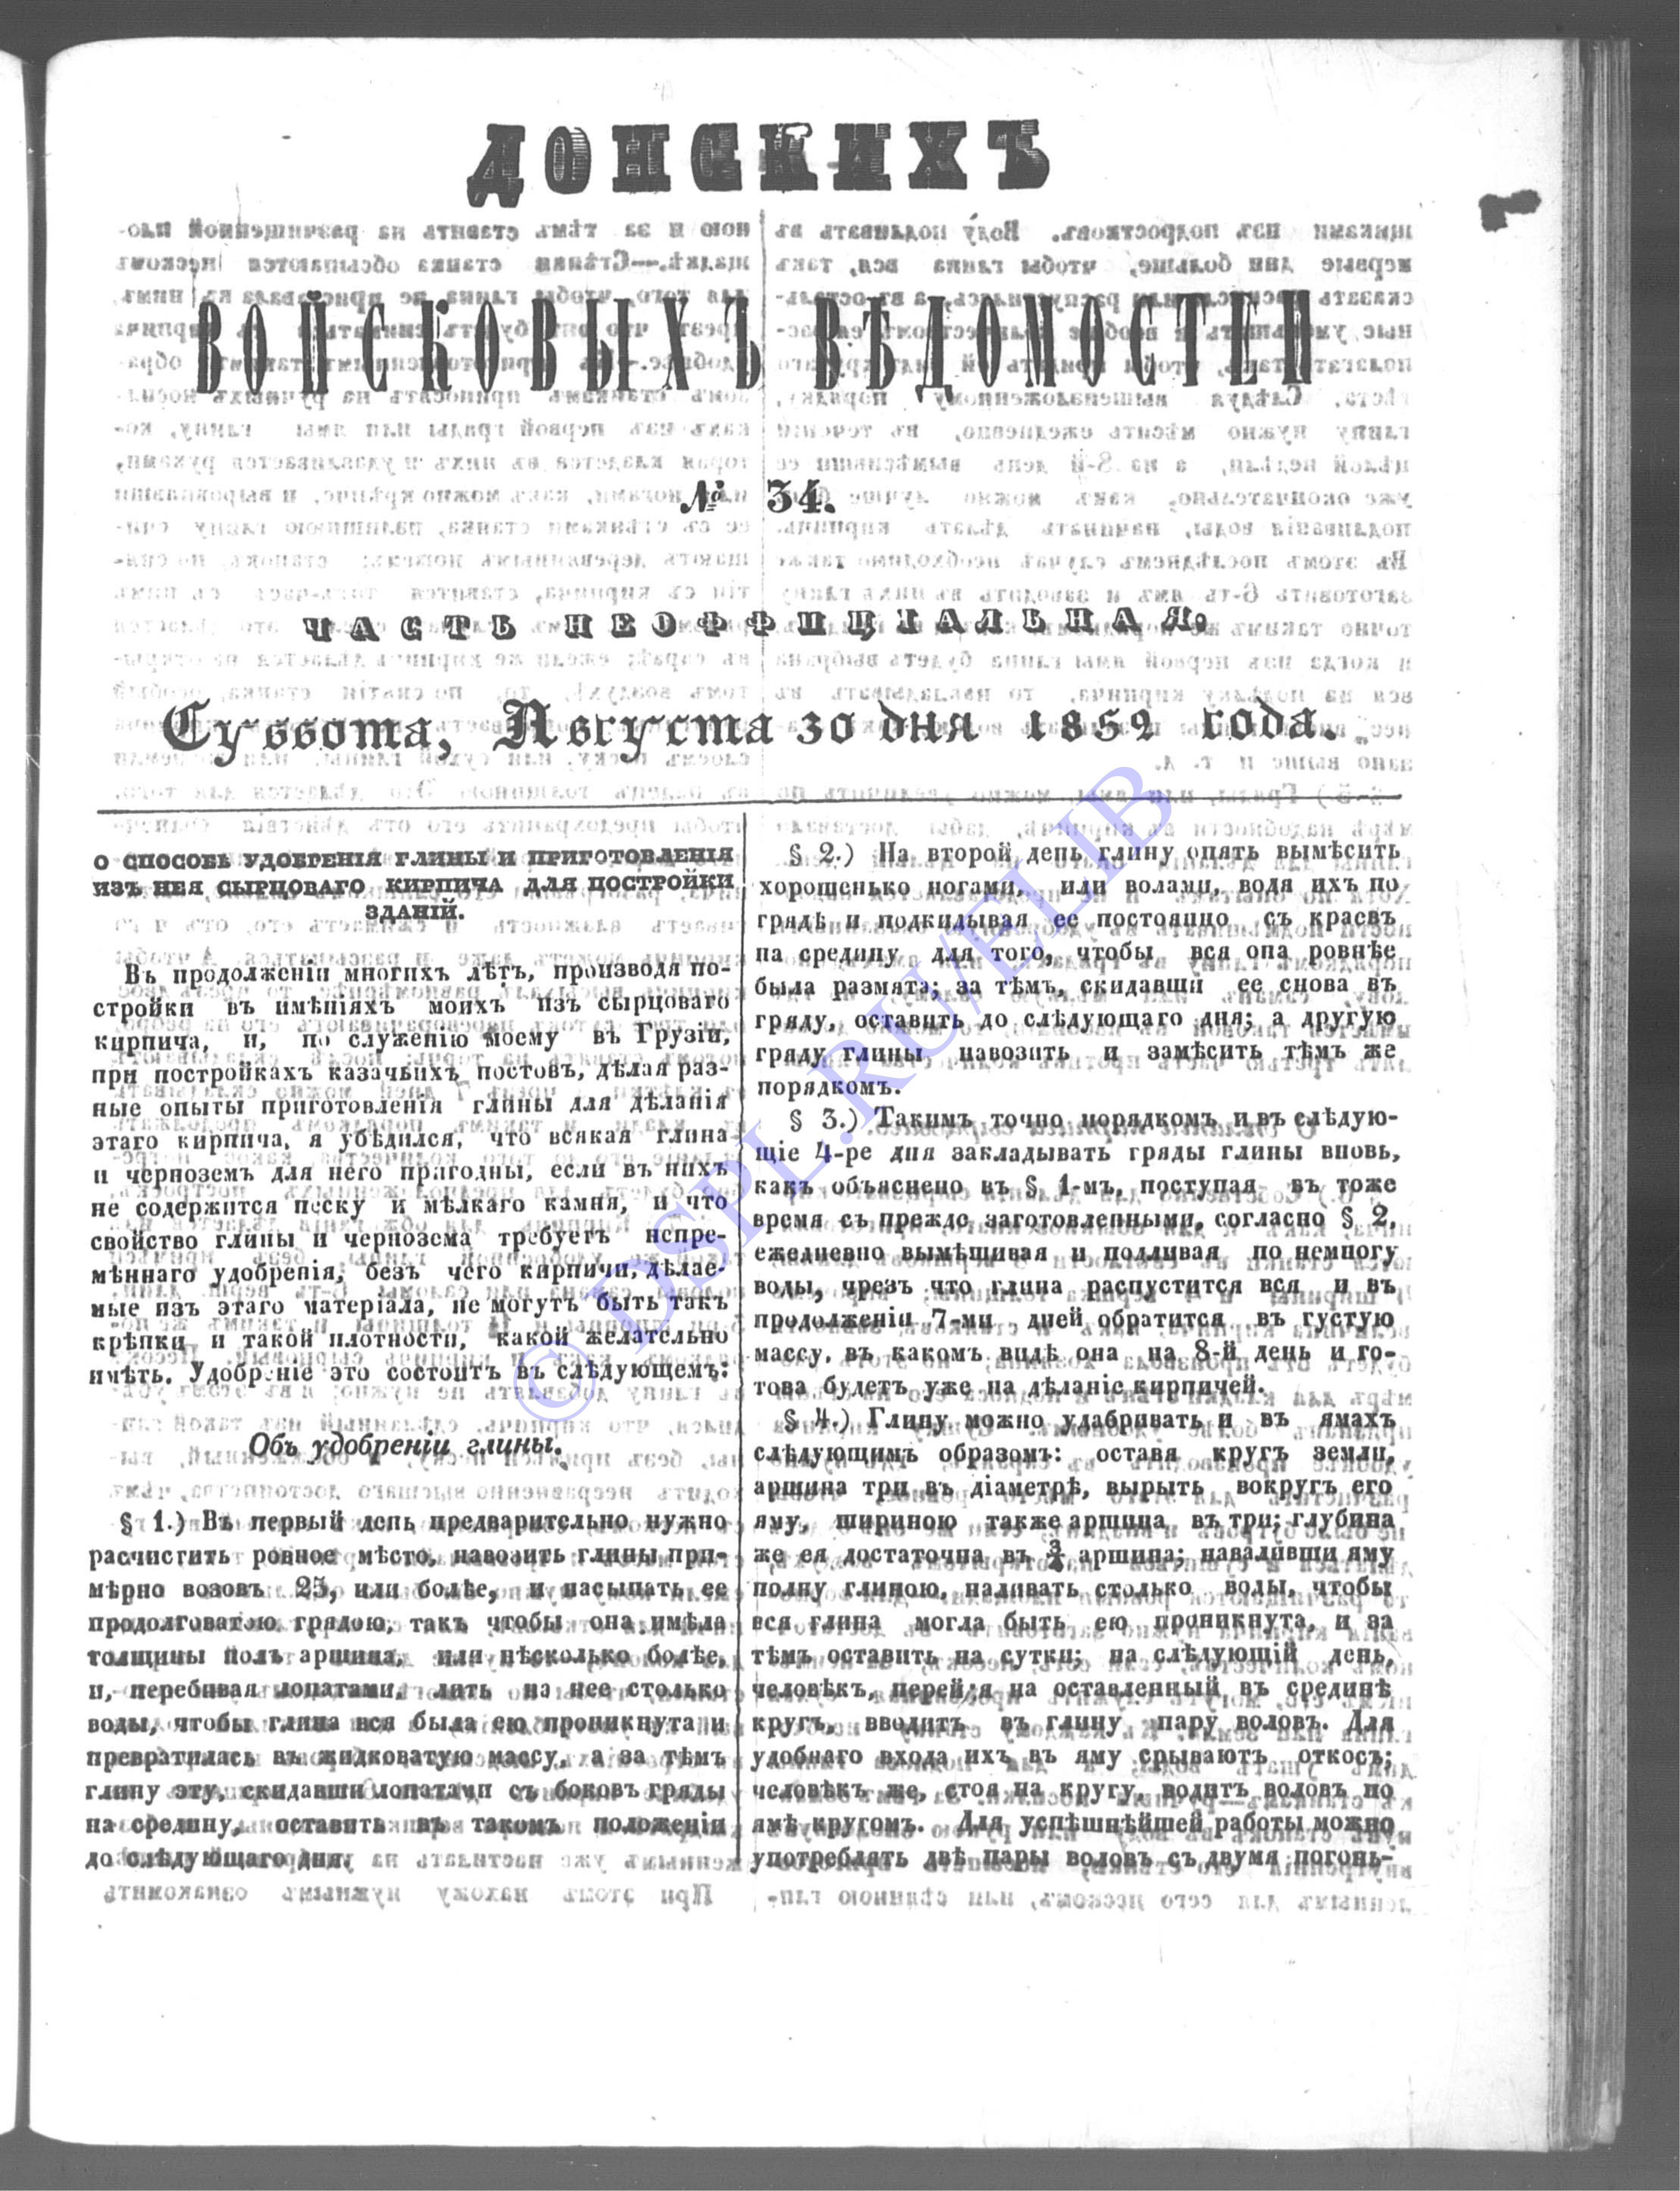 ДОНСКИХЪ
ВОЙСКОВЫХЪ ВѢДОМОСТЕЙ
№ 34.
ЧАСТЬ НЕОФФИЦІАЛЬНАЯ.
Суббота, Августа 30 дня 1852 года.
О СПОСОБѢ УДОБРЕНІЯ ГЛИНЫ И ПРИГОТОВЛЕНІЯ
ИЗЪ НЕЯ СЫРЦОВАГО КИРПИЧА ДЛЯ ПОСТРОЙКИ
ЗДАНІЙ.
Въ продолженіи многихъ лѣтъ, производя по-
стройки въ имѣніяхъ моихъ изъ сырцоваго
кирпича, и, по служенію моему въ Грузіи,
при постройкахъ казачьихъ постовъ, дѣлая раз-
ные опыты приготовленія глины для дѣланія
этаго кирпича, я убѣдился, что всякая глина
и черноземъ для него пригодны, если въ нихъ
не содержится песку и мѣлкаго камня, и что
свойство глины и чернозема требуетъ непре-
мѣннаго удобренія, безъ чего кирпичи, дѣлае-
мые изъ этаго матеріала, не могутъ быть такъ
крѣпки и такой плотности, какой желательно
имѣть. Удобреніе это состоитъ въ слѣдующемъ:
Объ удобреніи глины.
§ 1.) Въ первый день предварительно нужно
расчистить ровное мѣсто, навозить глины при-
мѣрно возовъ 25, или болѣе, и насыпать ее
продолговатою грядою, такъ чтобы она имѣла
толщины полъ аршина, или нѣсколько болѣе,
и, перебивая лопатами, лить на нее столько
воды, чтобы глина вся была ею проникнута и
превратилась въ жидковатую массу, а за тѣмъ
глину эту, скидавши лопатами съ боковъ гряды
на средину, оставить въ такомъ положеніи
до слѣдующаго дня.
§ 2.) На второй день глину опять вымѣсить
хорошенько ногами, или волами, водя ихъ по
грядѣ и подкидывая ее постоянно съ краевъ
на средину для того, чтобы вся она ровнѣе
была размята; за тѣмъ, скидавши ее снова въ
гряду, оставить до слѣдующаго дня; а другую
гряду глины навозить и замѣсить тѣмъ же
порядкомъ.
§ 3.) Такимъ точно порядкомъ и въ слѣдую-
щіе 4-ре дня закладывать гряды глины вновь,
какъ объяснено въ § 1-мъ, поступая въ тоже
время съ прежде заготовленными, согласно § 2,
ежедневно вымѣшивая и подливая по немногу
воды, чрезъ что глина распустится вся и въ
продолженіи 7-ми дней обратится въ густую
массу, въ какомъ видѣ она на 8-й день и го-
това будетъ уже на дѣланіе кирпичей.
§ 4.) Глину можно удабривать и въ ямахъ
слѣдующимъ образомъ: оставя кругъ земли,
аршина три въ діаметрѣ, вырыть вокругъ его
яму, шириною также аршина въ три; глубина
же ея достаточна въ ¾ аршина; наваливши яму
полну глиною, наливать столько воды, чтобы
вся глина могла быть ею проникнута, и за
тѣмъ оставить на сутки; на слѣдующій день,
человѣкъ, перейдя на оставленный въ срединѣ
кругъ, вводитъ въ глину пару воловъ. Для
удобнаго входа ихъ въ яму срываютъ откосъ;
человѣкъ же, стоя на кругу, водитъ воловъ по
ямѣ кругомъ. Для успѣшнѣйшей работы можно
употреблять двѣ пары воловъ съ двумя погонь-
© DSPL.RU/ELIB